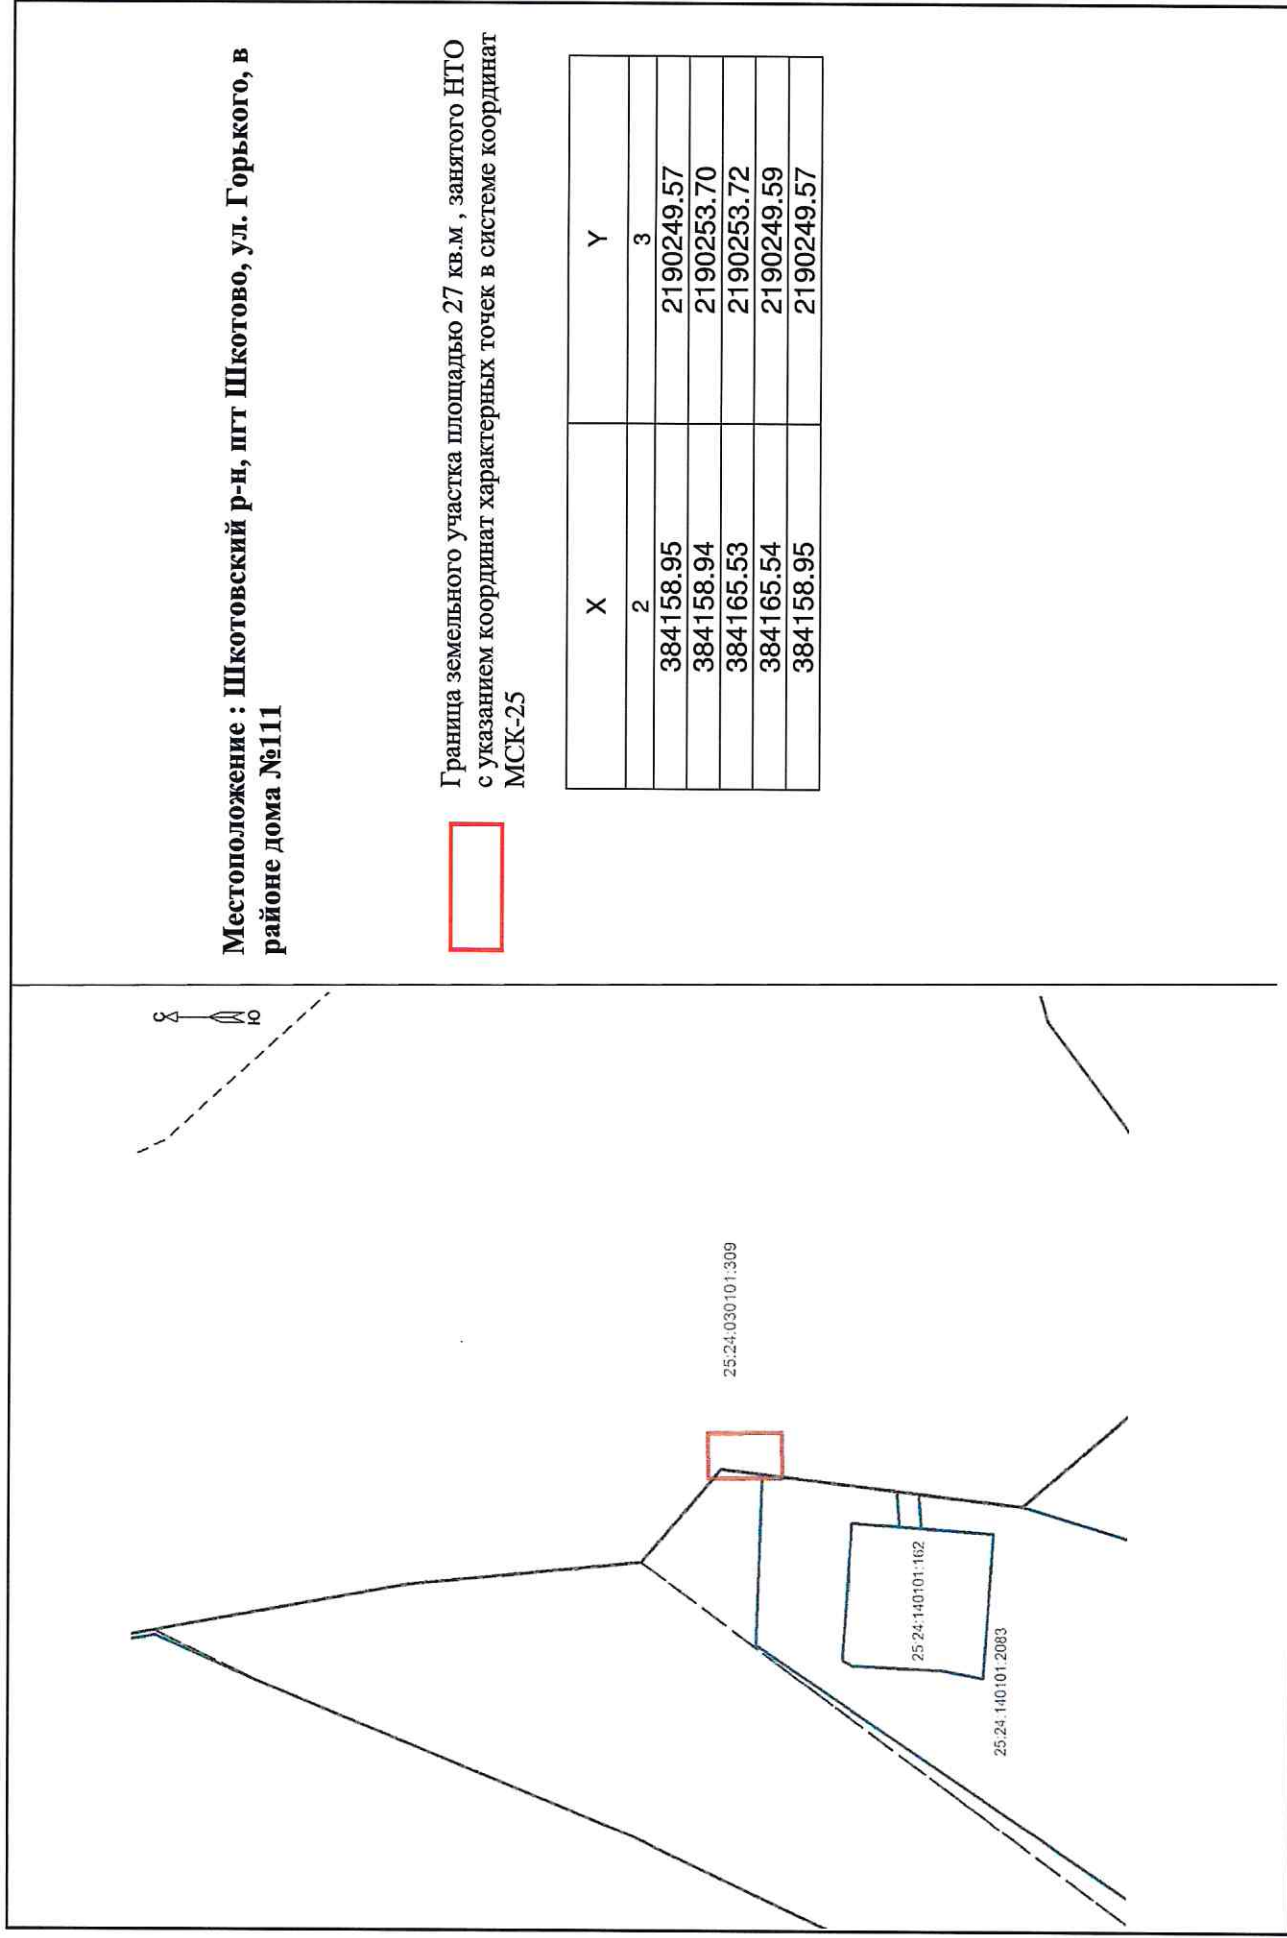 Местоположение : Шкотовский р-н, пгт Шкотово, ул. Горького, в
районе дома №111
Граница земельного участка площадью 27 кв.м , занятого НТО
с указанием координат характерных точек в системе координат
МСК-25
X Y
2 3
384158.95 2190249.57
384158.94 2190253.70
384165.53 2190253.72
384165.54 2190249.59
384158.95 2190249.57
С
Ю
25:24:030101:309
25:24:140101:162
25:24:140101:2083